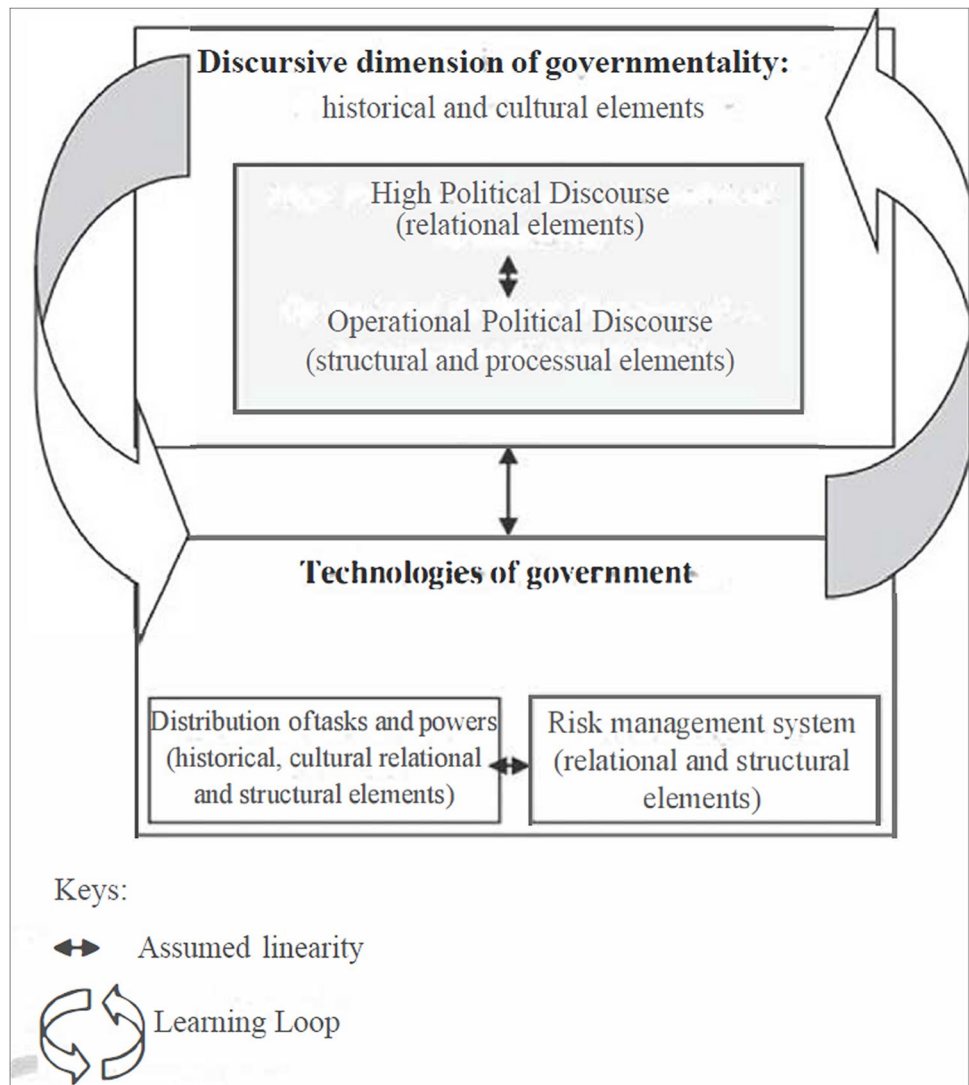 Discursive dimension of governmentality:
historical and cultural elements
High Political Discourse
(relational elements)
Operational Political Discourse
(structural and processual elements)
Technologies of government
Distribution of tasks and powers
(historical, cultural relational
and structural elements)
Risk management system
(relational and structural
elements)
Keys:
Assumed linearity
Learning Loop